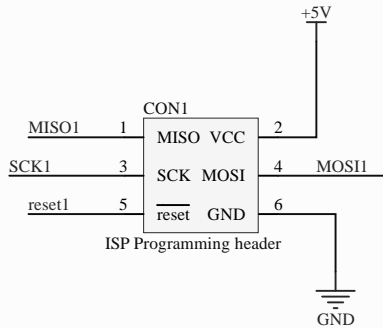 +5V
CON1
MISO1 1 MISO VCC 2
SCK1 3 SCK MOSI 4 MOSI1
reset1 5 reset GND 6
ISP Programming header
GND